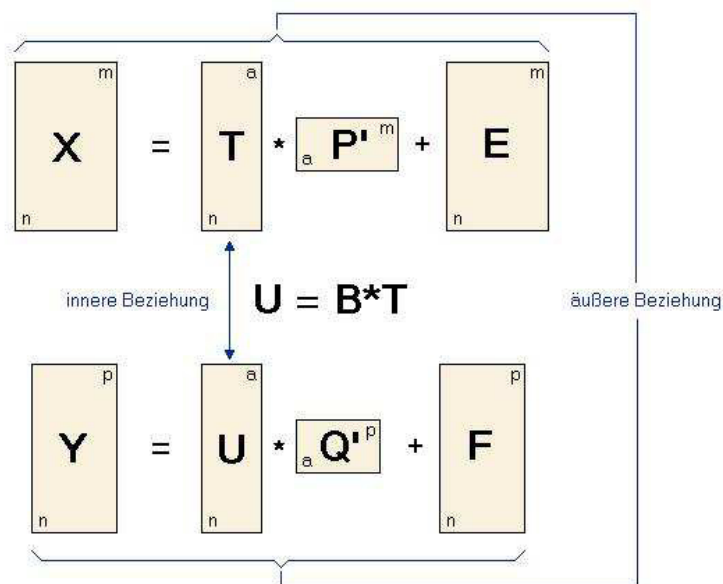 m a m
X = T * a P' m + E
n n n
innere Beziehung U = B*T äußere Beziehung
p a p
Y = U * a Q' p + F
n n n